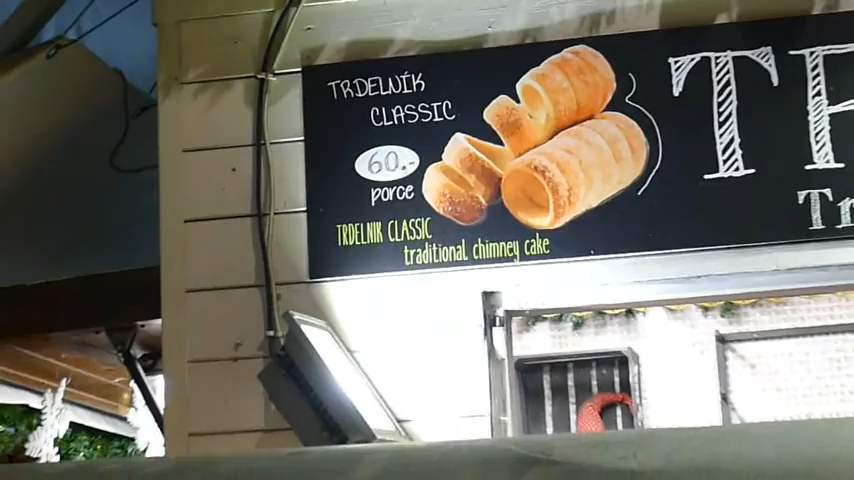 TRDELNÍK
CLASSIC
60.-
porce
TRDELNIK CLASSIC
traditional chimney cake